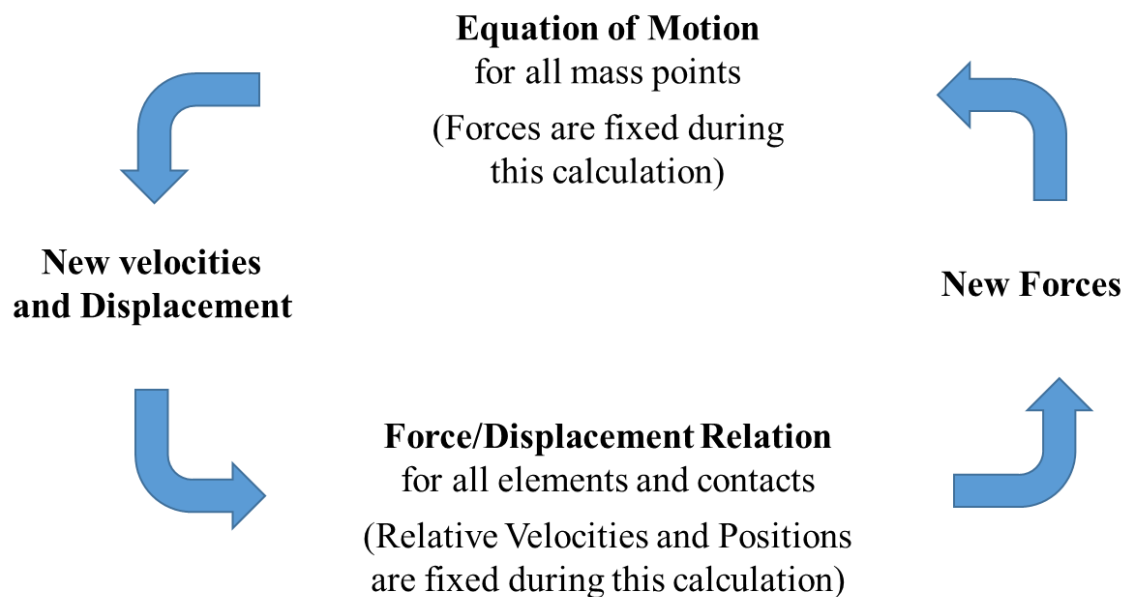 Equation of Motion
for all mass points
(Forces are fixed during
this calculation)
New velocities
and Displacement
New Forces
Force/Displacement Relation
for all elements and contacts
(Relative Velocities and Positions
are fixed during this calculation)